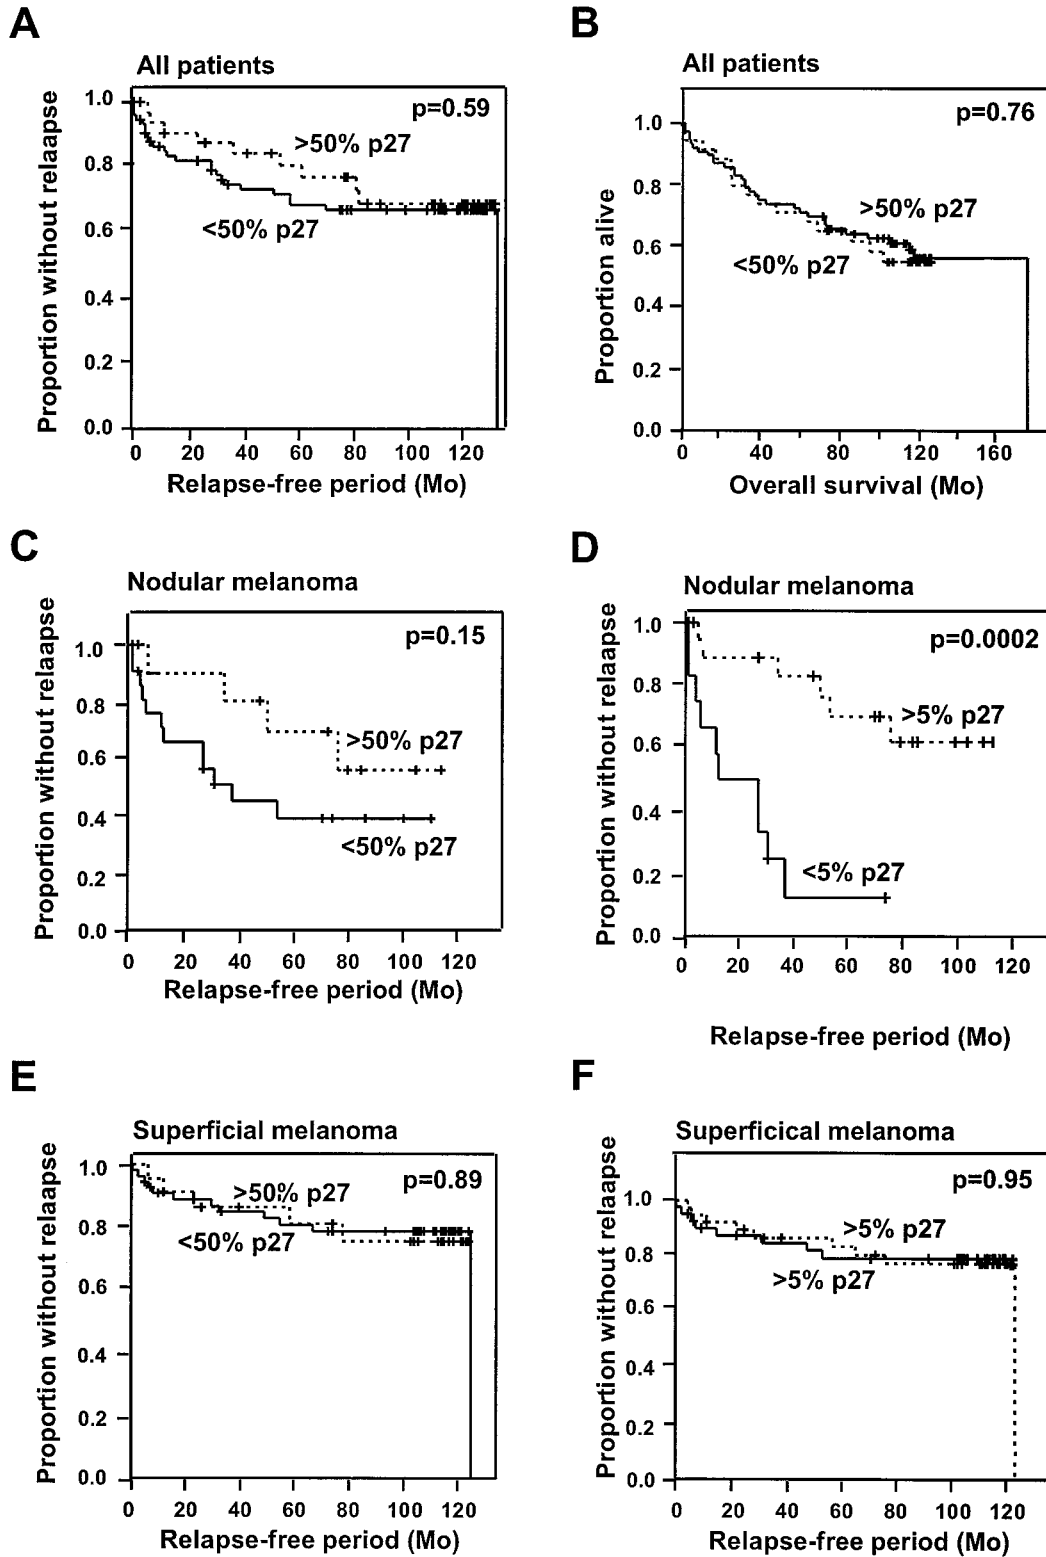 A
B
All patients
All patients
Proportion without relaapse
1.0
0.8
0.6
0.4
0.2
0.0
p=0.59
>50% p27
<50% p27
0 20 40 60 80 100 120
Relapse-free period (Mo)
Proportion alive
1.0
0.8
0.6
0.4
0.2
0.0
p=0.76
>50% p27
<50% p27
0 40 80 120 160
Overall survival (Mo)
C
D
Nodular melanoma
Nodular melanoma
Proportion without relaapse
1.0
0.8
0.6
0.4
0.2
0.0
p=0.15
>50% p27
<50% p27
0 20 40 60 80 100 120
Relapse-free period (Mo)
Proportion without relaapse
1.0
0.8
0.6
0.4
0.2
0.0
p=0.0002
>5% p27
<5% p27
0 20 40 60 80 100 120
Relapse-free period (Mo)
E
F
Superficial melanoma
Superficical melanoma
Proportion without relaapse
1.0
0.8
0.6
0.4
0.2
0.0
p=0.89
>50% p27
<50% p27
0 20 40 60 80 100 120
Relapse-free period (Mo)
Proportion without relaapse
1.0
0.8
0.6
0.4
0.2
0.0
p=0.95
>5% p27
>5% p27
0 20 40 60 80 100 120
Relapse-free period (Mo)